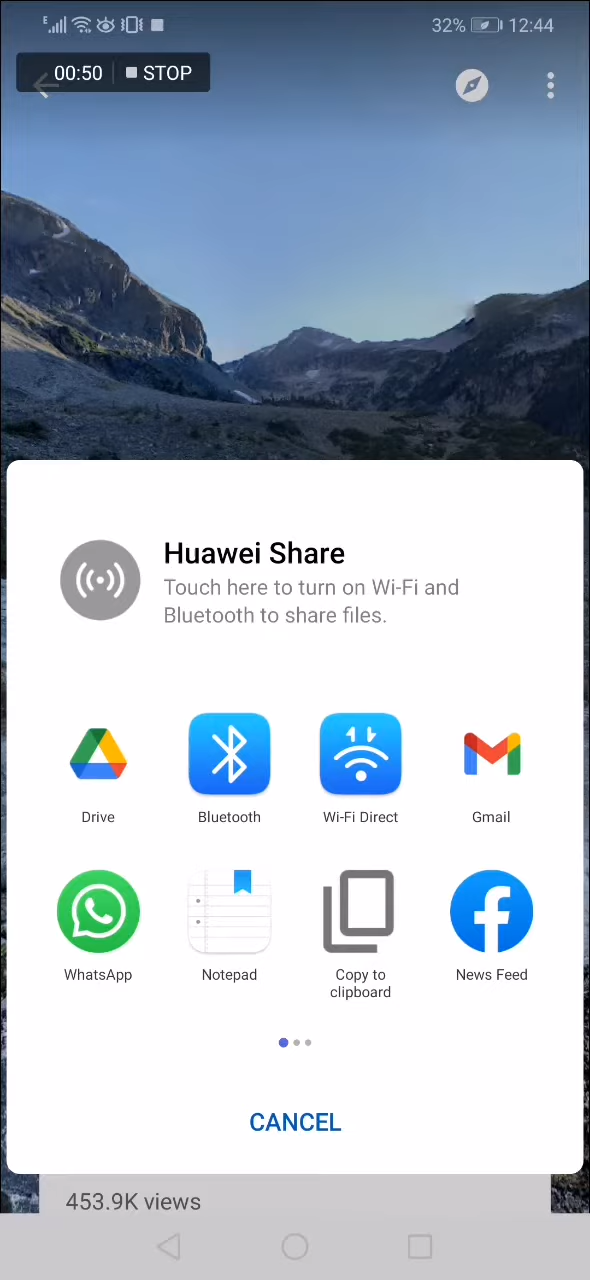 E
32%
12:44
00:50
STOP
Huawei Share
Touch here to turn on Wi-Fi and
Bluetooth to share files.
Drive
Bluetooth
Wi-Fi Direct
Gmail
WhatsApp
Notepad
Copy to
clipboard
News Feed
CANCEL
453.9K views